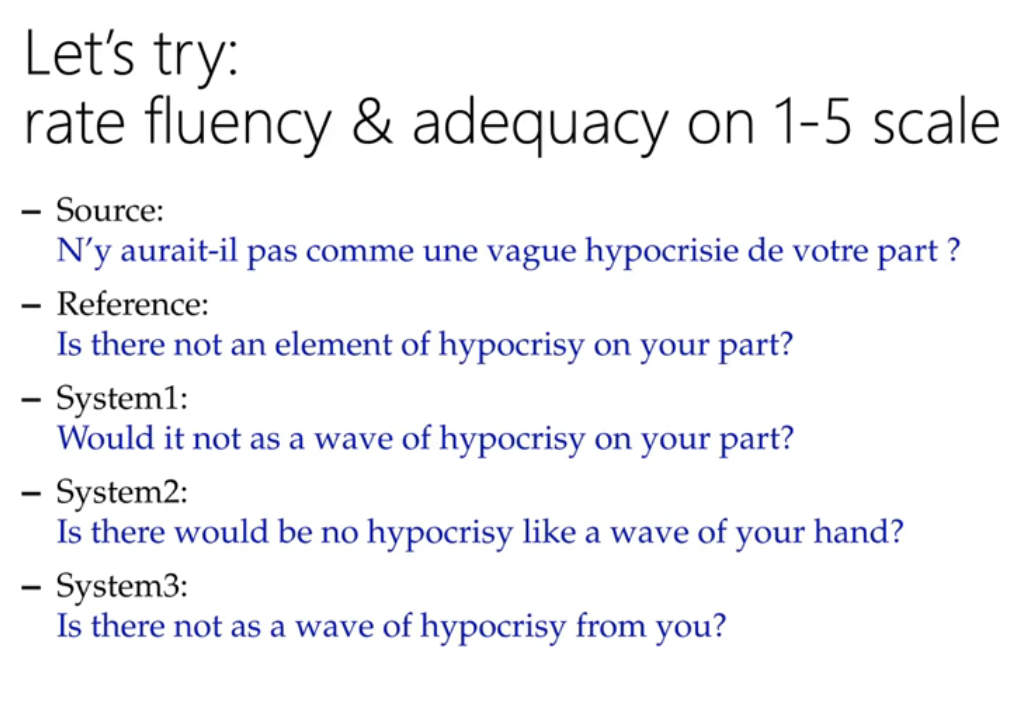 Let's try:
rate fluency & adequacy on 1-5 scale
– Source:
N'y aurait-il pas comme une vague hypocrisie de votre part ?
– Reference:
Is there not an element of hypocrisy on your part?
– System1:
Would it not as a wave of hypocrisy on your part?
– System2:
Is there would be no hypocrisy like a wave of your hand?
– System3:
Is there not as a wave of hypocrisy from you?